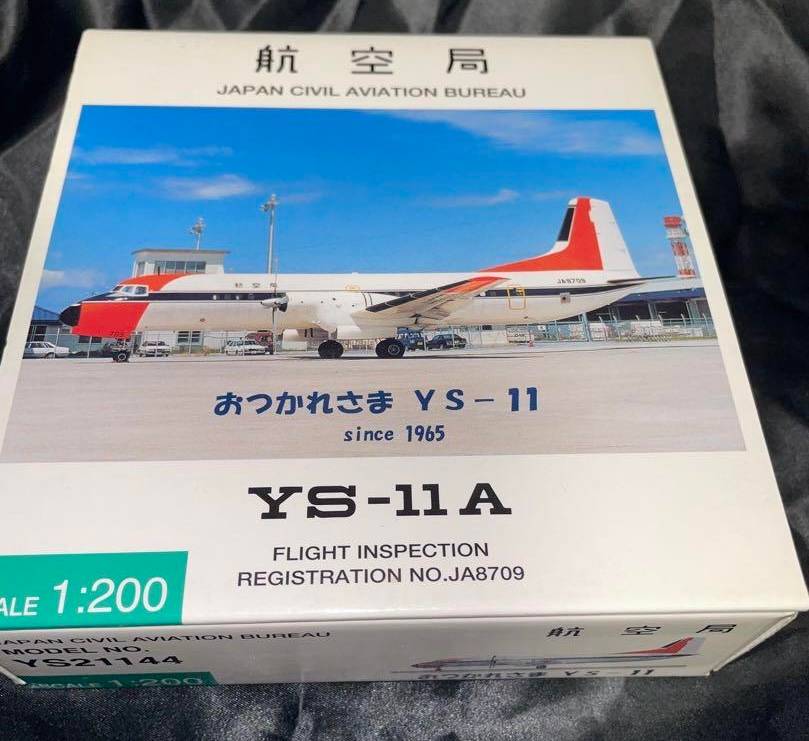 航空局
JAPAN CIVIL AVIATION BUREAU
航空局
JA8709
おつかれさま YS-11
since 1965
YS-11A
FLIGHT INSPECTION
REGISTRATION NO.JA8709
ALE 1:200
JAPAN CIVIL AVIATION BUREAU
航空局
MODEL NO.
YS21144
おつかれさま YS-11
SCALE 1:200